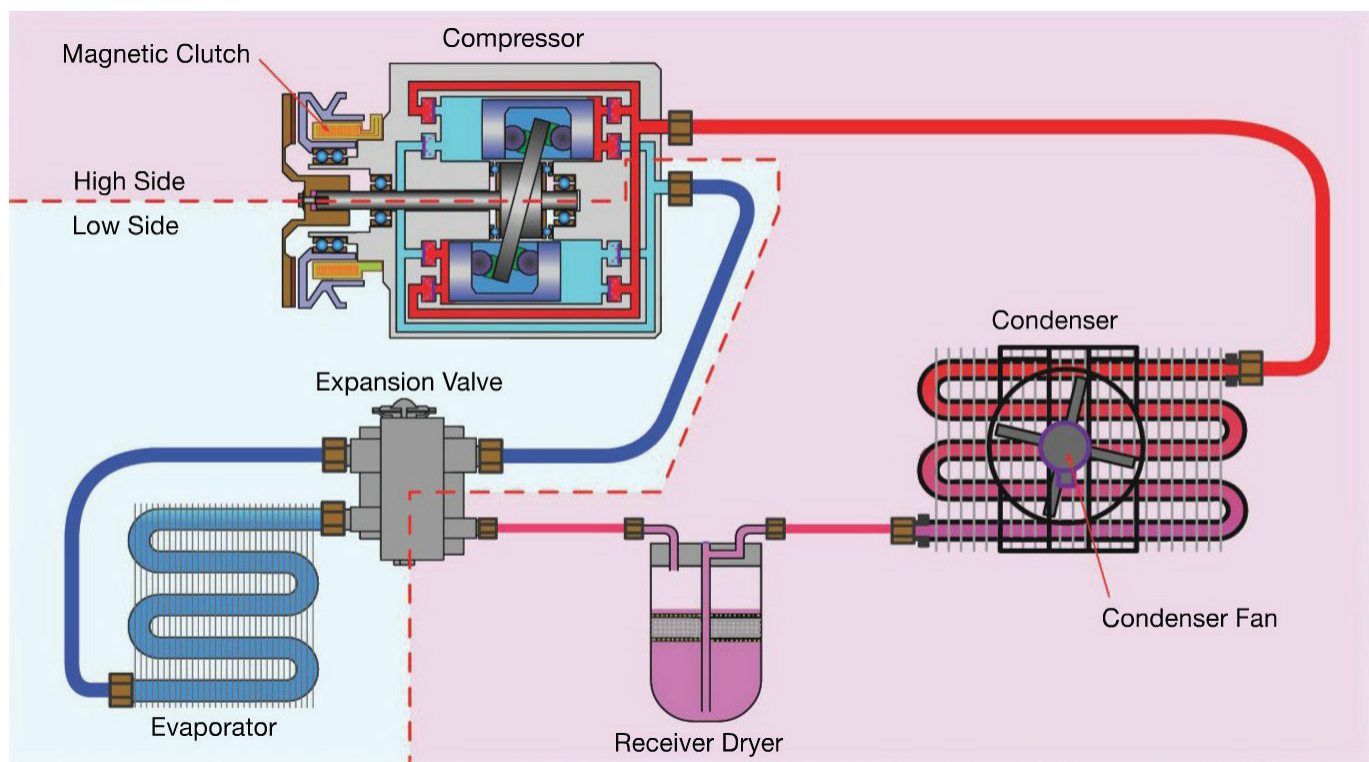 Compressor
Magnetic Clutch
High Side
Low Side
Condenser
Expansion Valve
Condenser Fan
Evaporator
Receiver Dryer